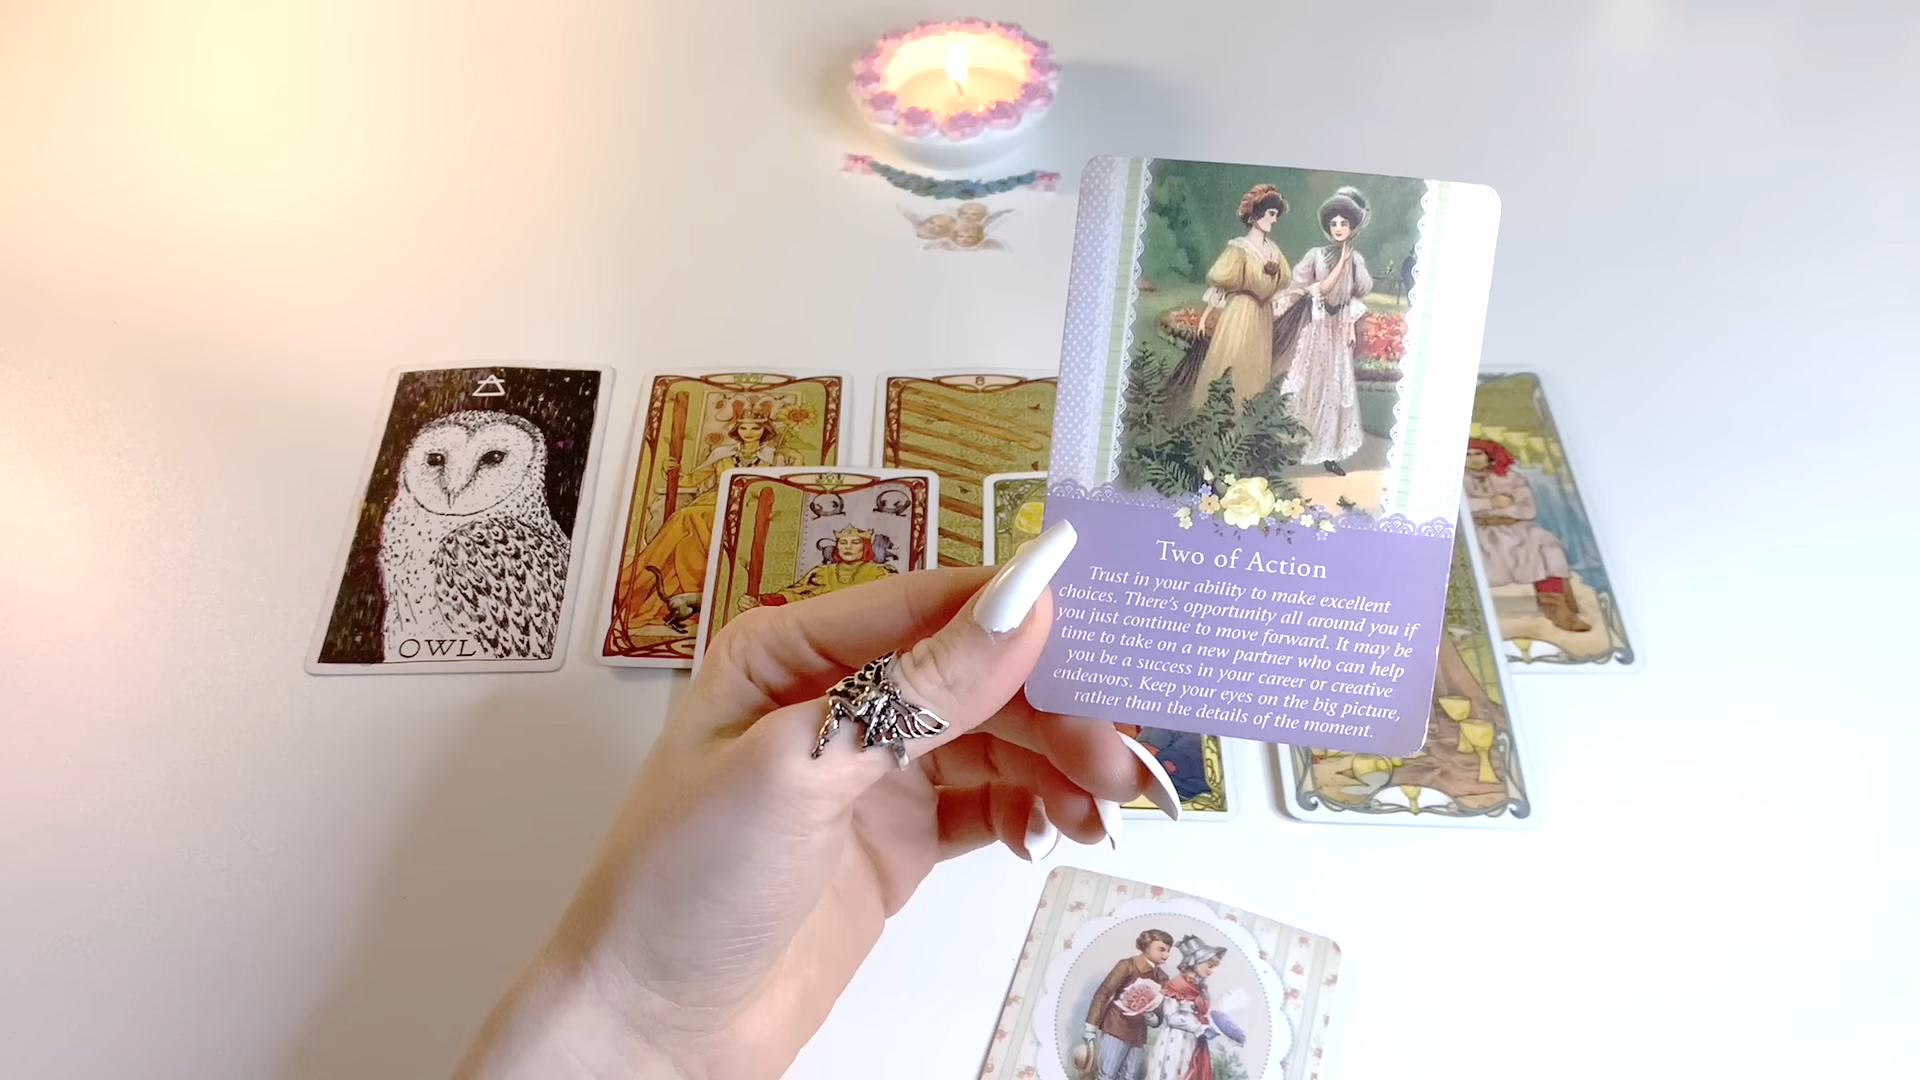 OWL
Two of Action
Trust in your ability to make excellent
choices. There's opportunity all around you if
you just continue to move forward. It may be
time to take on a new partner who can help
you be a success in your career or creative
endeavors. Keep your eyes on the big picture,
rather than the details of the moment.